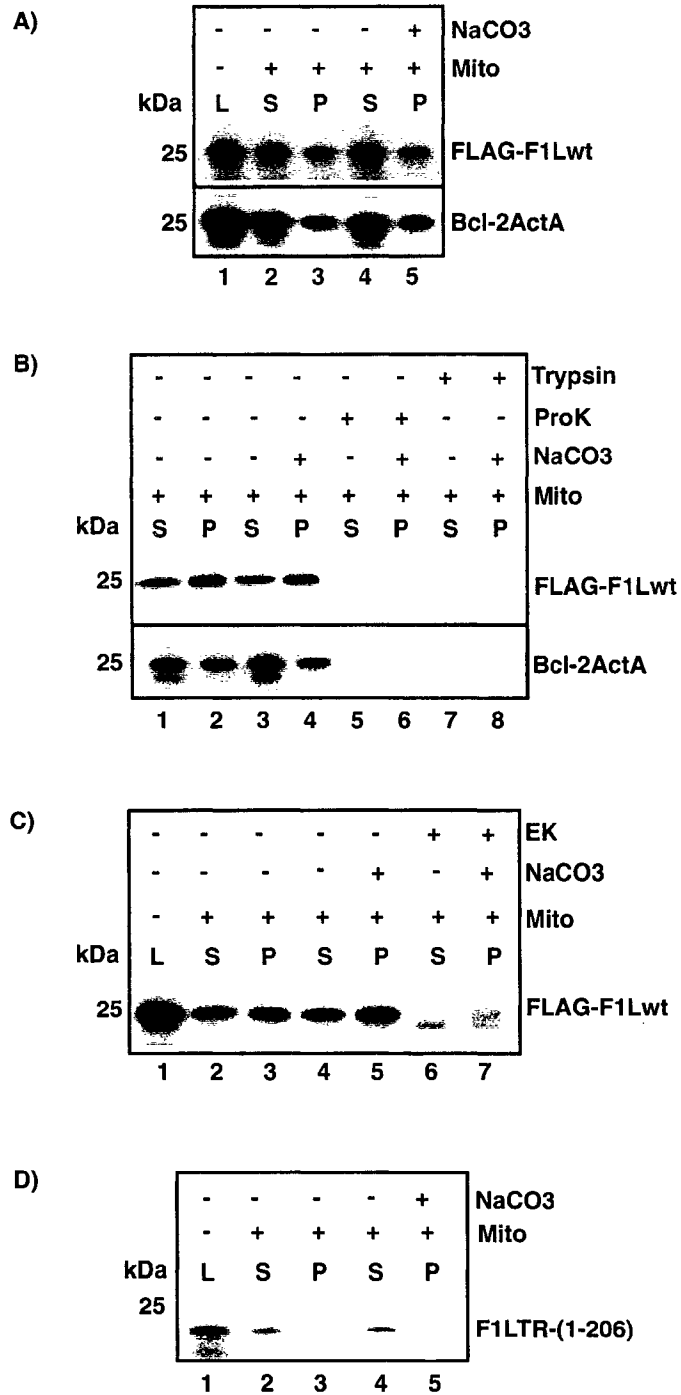 A)
- - - - + NaCO3
- + + + + Mito
kDa L S P S P
25 FLAG-F1Lwt
25 Bcl-2ActA
1 2 3 4 5
B)
- - - - - - + + Trypsin
- - - - + + - - ProK
- - - + - + - + NaCO3
+ + + + + + + + Mito
kDa S P S P S P S P
25 FLAG-F1Lwt
25 Bcl-2ActA
1 2 3 4 5 6 7 8
C)
- - - - - + + EK
- - - - + - + NaCO3
- + + + + + + Mito
kDa L S P S P S P
25 FLAG-F1Lwt
1 2 3 4 5 6 7
D)
- - - - + NaCO3
- + + + + Mito
kDa L S P S P
25
F1LTR-(1-206)
1 2 3 4 5